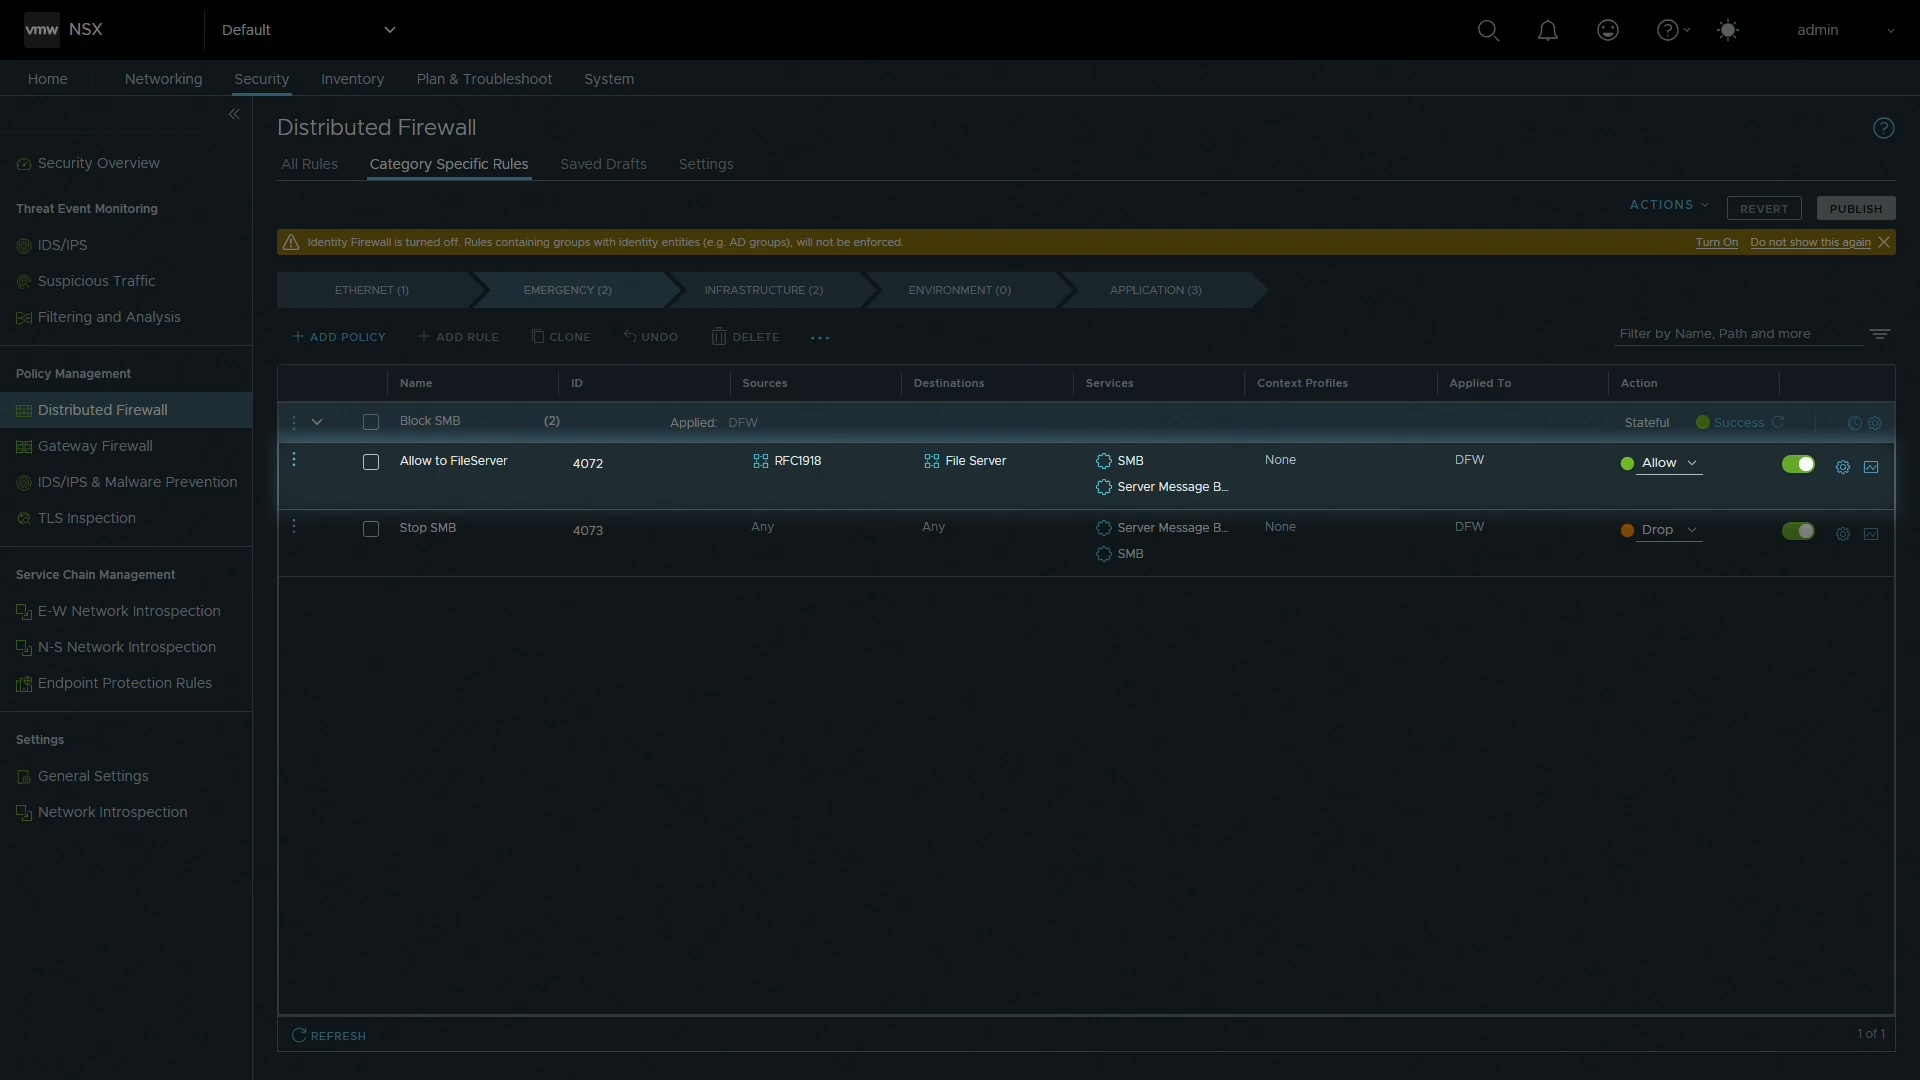 vmw NSX
Default
admin
Home
Networking
Security
Inventory
Plan & Troubleshoot
System
Security Overview
Threat Event Monitoring
IDS/IPS
Suspicious Traffic
Filtering and Analysis
Policy Management
Distributed Firewall
Gateway Firewall
IDS/IPS & Malware Prevention
TLS Inspection
Service Chain Management
E-W Network Introspection
N-S Network Introspection
Endpoint Protection Rules
Settings
General Settings
Network Introspection
Distributed Firewall
All Rules
Category Specific Rules
Saved Drafts
Settings
ACTIONS
REVERT
PUBLISH
Identity Firewall is turned off. Rules containing groups with identity entities (e.g. AD groups), will not be enforced.
Turn On
Do not show this again
ETHERNET (1)
EMERGENCY (2)
INFRASTRUCTURE (2)
ENVIRONMENT (0)
APPLICATION (3)
ADD POLICY
ADD RULE
CLONE
UNDO
DELETE
Filter by Name, Path and more
Name
ID
Sources
Destinations
Services
Context Profiles
Applied To
Action
Block SMB
(2)
Applied: DFW
Stateful
Success
Allow to FileServer
4072
RFC1918
File Server
SMB
Server Message B...
None
DFW
Allow
Stop SMB
4073
Any
Any
Server Message B...
SMB
None
DFW
Drop
REFRESH
1 of 1